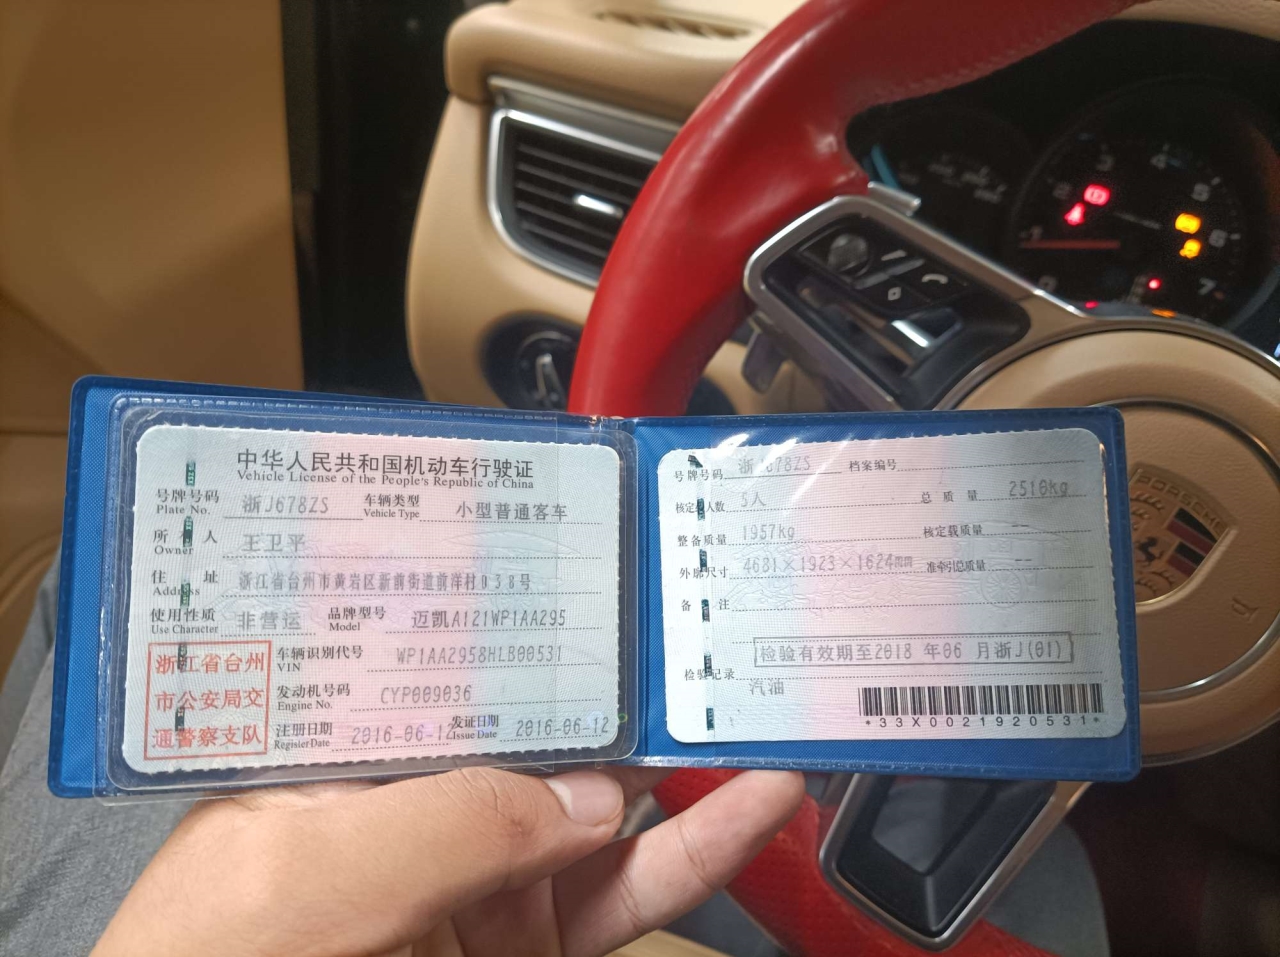 中华人民共和国机动车行驶证
Vehicle License of the People's Republic of China
号牌号码 浙J678ZS 车辆类型 小型普通客车
Plate No. Vehicle Type
所有人 王卫平
Owner
住址 浙江省台州市黄岩区新前街道前洋村D38号
Address
使用性质 非营运 品牌型号 迈凯A121WP1AA295
Use Character Model
浙江省台州
市公安局交
通警察支队
车辆识别代号 WP1AA2958HLB00531
VIN
发动机号码 CYP009036
Engine No.
注册日期 2016-06-12 发证日期 2016-06-12
Register Date Issue Date
号牌号码 浙J678ZS 档案编号
核定载人数 5人 总质量 2510kg
整备质量 1957kg 核定载质量 --
外廓尺寸 4681×1923×1624mm 准牵引总质量 --
备注
检验记录 检验有效期至2018年06月浙J(01)
汽油
*33X0021920531*
PORSCHE
1
2
3
4
5
6
7